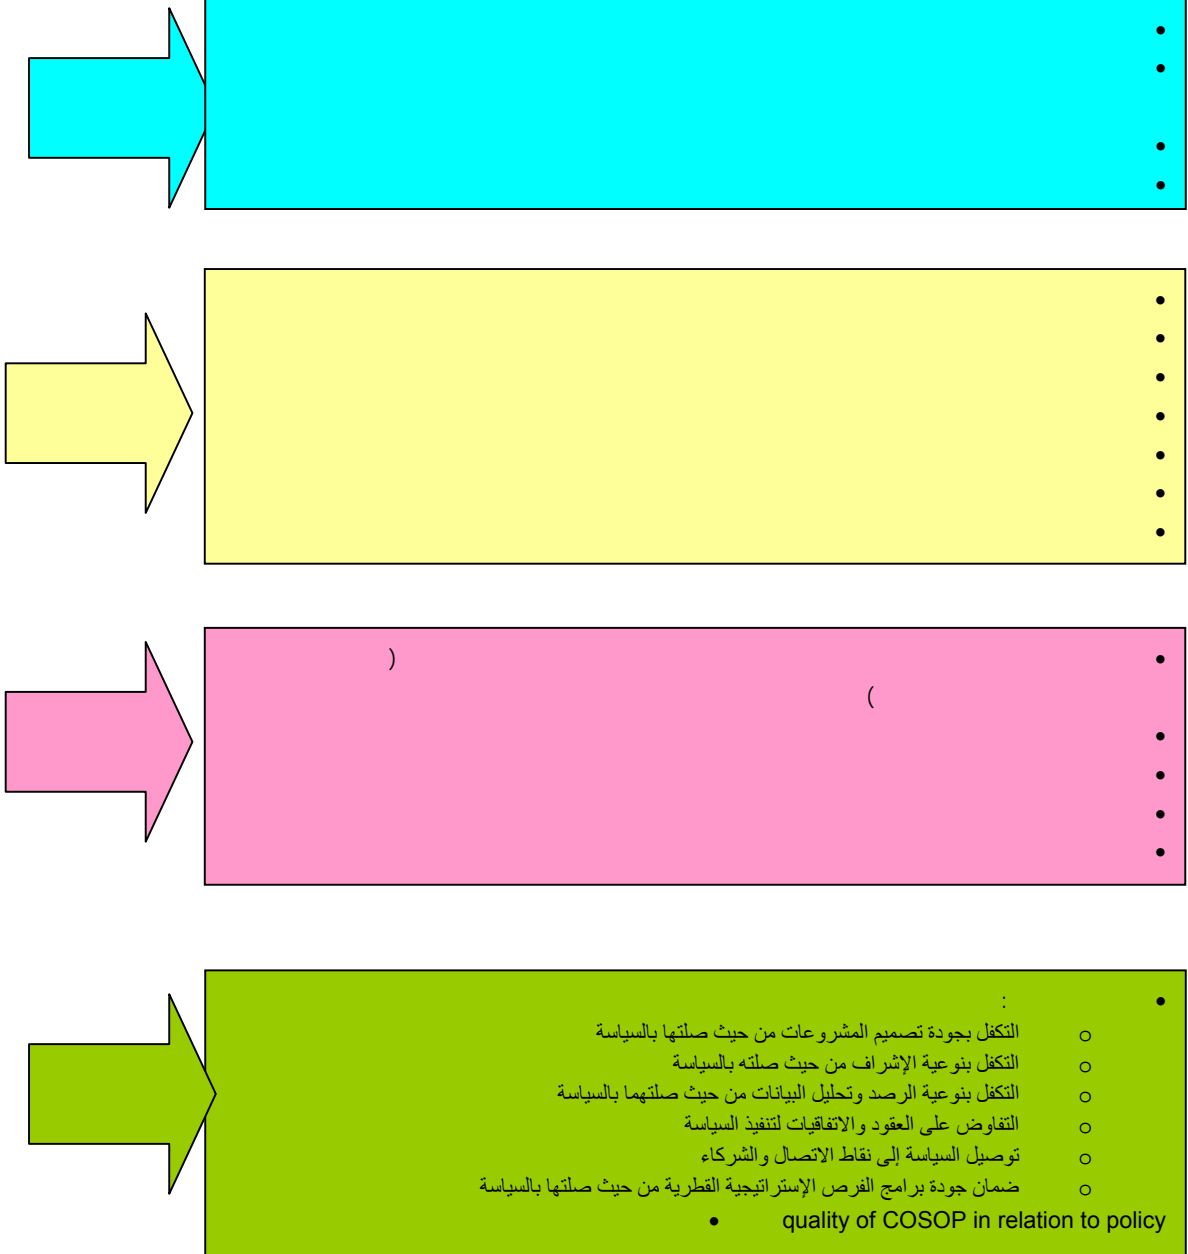 •
•
•
•
•
•
•
•
•
•
•
• )
(
•
•
•
•
• :
o التكفل بجودة تصميم المشروعات من حيث صلتها بالسياسة
o التكفل بنوعية الإشراف من حيث صلته بالسياسة
o التكفل بنوعية الرصد وتحليل البيانات من حيث صلتهما بالسياسة
o التفاوض على العقود والاتفاقيات لتنفيذ السياسة
o توصيل السياسة إلى نقاط الاتصال والشركاء
o ضمان جودة برامج الفرص الإستراتيجية القطرية من حيث صلتها بالسياسة
• quality of COSOP in relation to policy